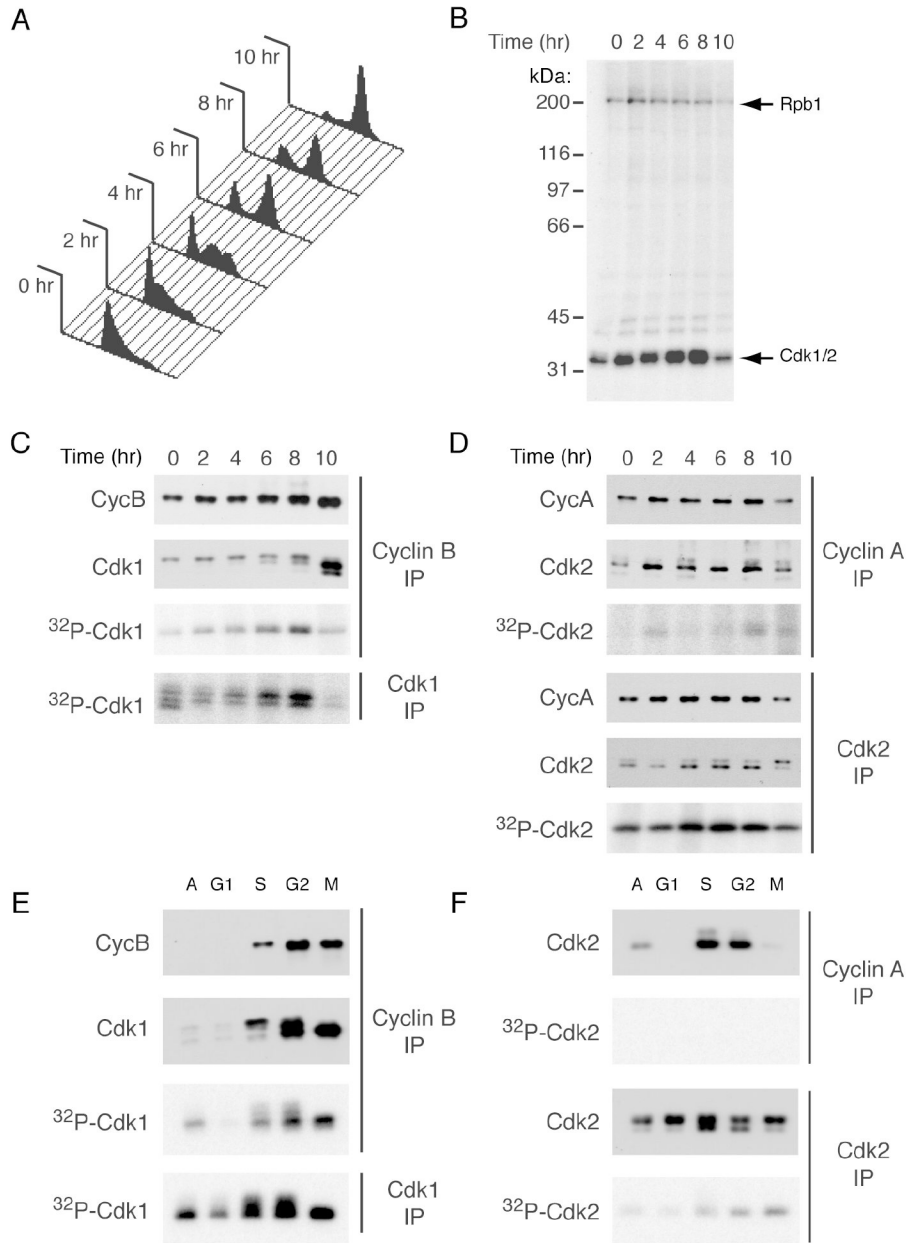 A
10 hr
8 hr
6 hr
4 hr
2 hr
0 hr
B
Time (hr) 0 2 4 6 8 10
kDa:
200
116
97
66
45
31
Rpb1
Cdk1/2
C
Time (hr) 0 2 4 6 8 10
CycB
Cdk1
32P-Cdk1
Cyclin B
IP
32P-Cdk1
Cdk1
IP
D
Time (hr) 0 2 4 6 8 10
CycA
Cdk2
32P-Cdk2
Cyclin A
IP
CycA
Cdk2
32P-Cdk2
Cdk2
IP
E
A G1 S G2 M
CycB
Cdk1
32P-Cdk1
Cyclin B
IP
32P-Cdk1
Cdk1
IP
F
A G1 S G2 M
Cdk2
32P-Cdk2
Cyclin A
IP
Cdk2
32P-Cdk2
Cdk2
IP